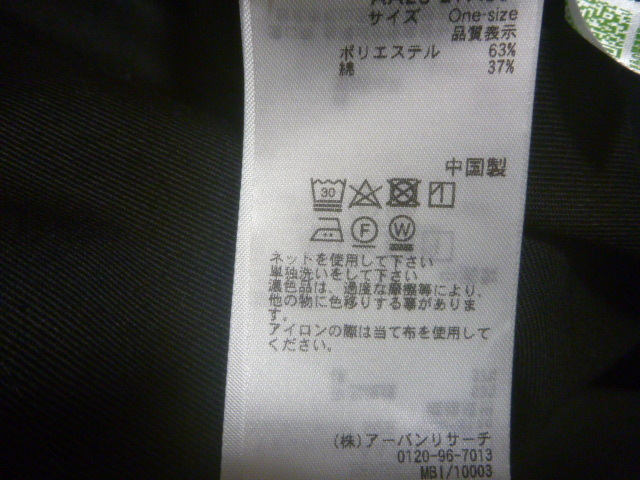 サイズ One-size
品質表示
ポリエステル 63%
綿 37%
中国製
30
F W
ネットを使用して下さい
単独洗いをして下さい
濃色品は、過度な摩擦等により、
他の物に色移りする事がありま
す。
アイロンの際は当て布を使用して
ください。
(株)アーバンリサーチ
0120-96-7013
MBI/10003